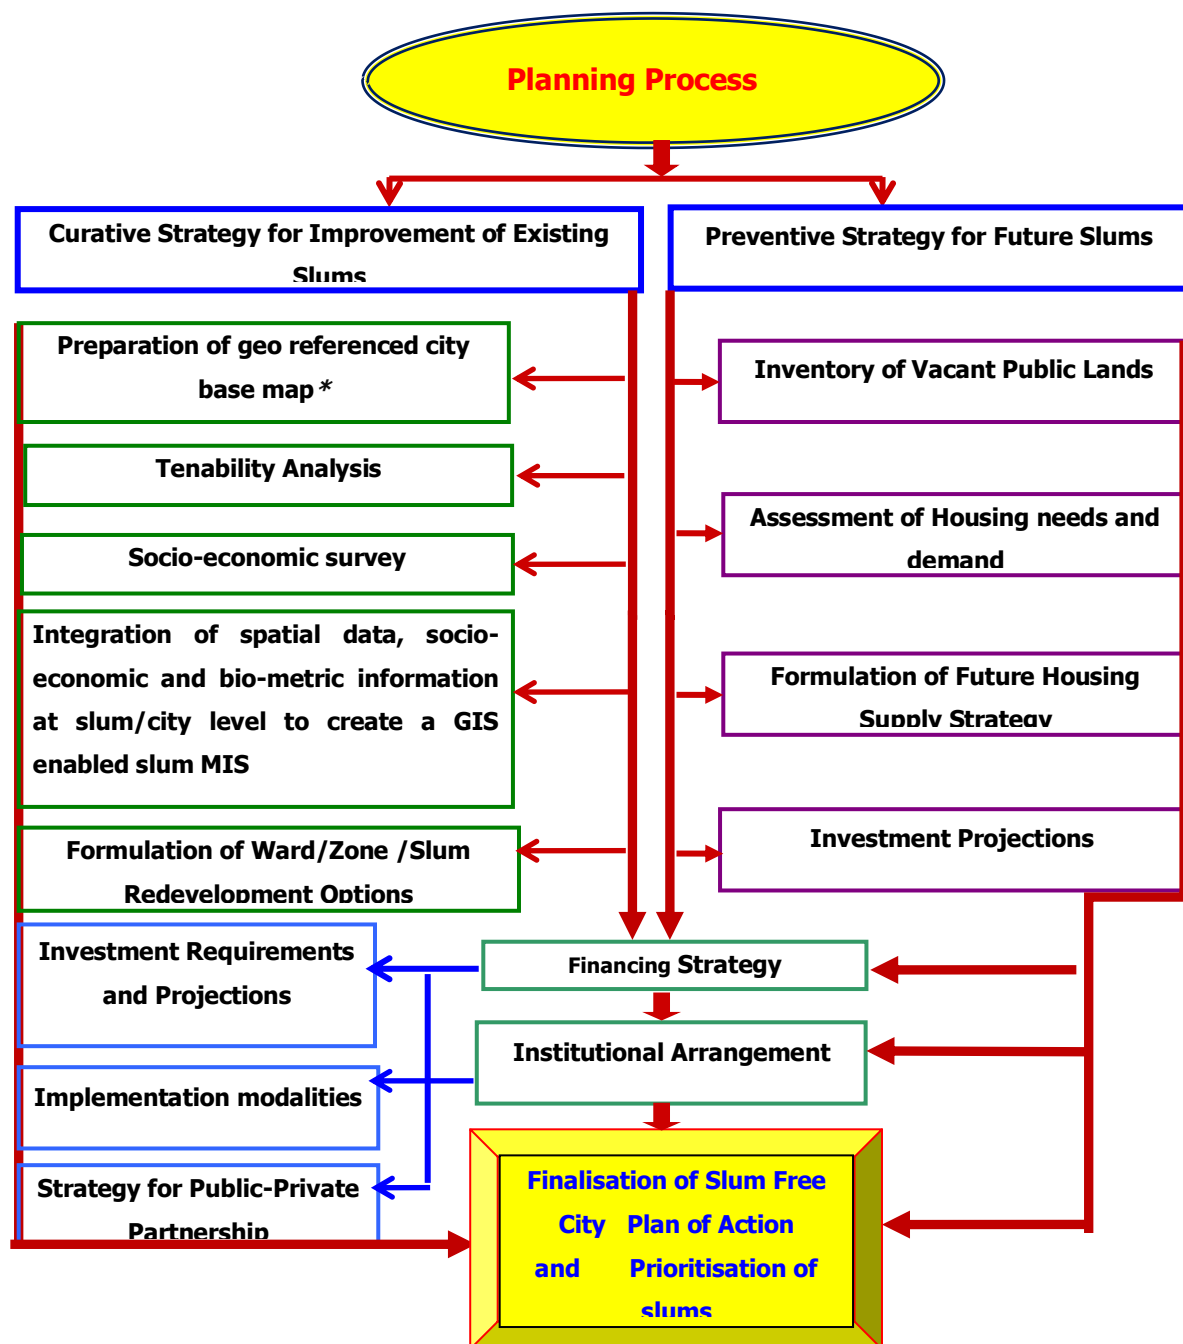 Planning Process
Curative Strategy for Improvement of Existing
Slums
Preventive Strategy for Future Slums
Preparation of geo referenced city
base map*
Tenability Analysis
Socio-economic survey
Integration of spatial data, socio-
economic and bio-metric information
at slum/city level to create a GIS
enabled slum MIS
Formulation of Ward/Zone /Slum
Redevelopment Options
Inventory of Vacant Public Lands
Assessment of Housing needs and
demand
Formulation of Future Housing
Supply Strategy
Investment Projections
Investment Requirements
and Projections
Implementation modalities
Strategy for Public-Private
Partnership
Financing Strategy
Institutional Arrangement
Finalisation of Slum Free
City Plan of Action
and Prioritisation of
slums